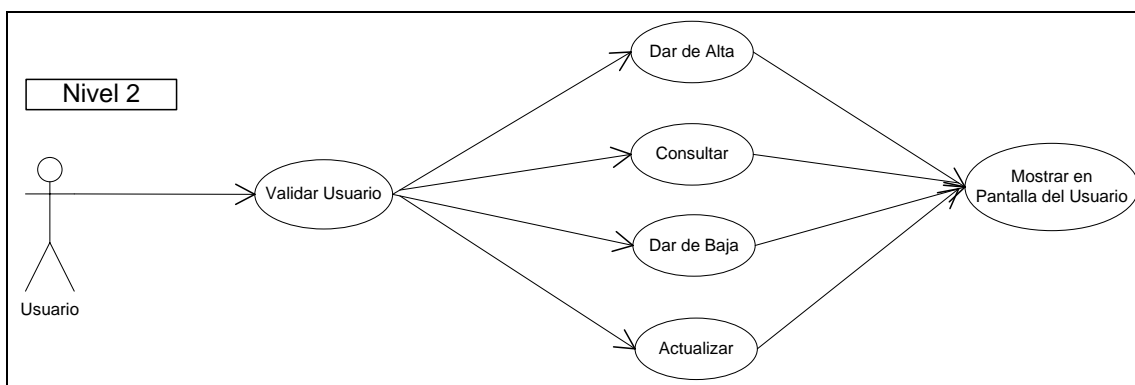 Nivel 2
Usuario
Validar Usuario
Dar de Alta
Consultar
Dar de Baja
Actualizar
Mostrar en
Pantalla del Usuario